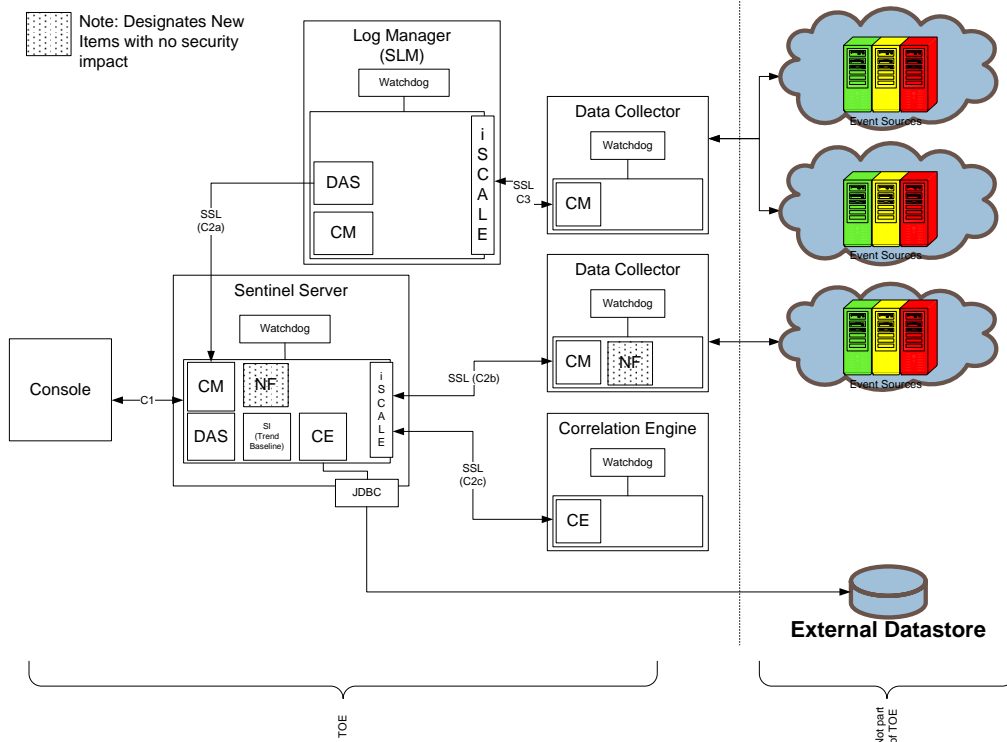 Note: Designates New
Items with no security
impact
Log Manager
(SLM)
Watchdog
DAS
CM
i
S
C
A
L
E
SSL
C3
Data Collector
Watchdog
CM
Event Sources
Event Sources
SSL
(C2a)
Sentinel Server
Watchdog
CM
NF
DAS
SI
(Trend
Baseline)
CE
i
S
C
A
L
E
JDBC
Console
C1
SSL (C2b)
Data Collector
Watchdog
CM
NF
Event Sources
SSL
(C2c)
Correlation Engine
Watchdog
CE
External Datastore
TOE
Not part
of TOE